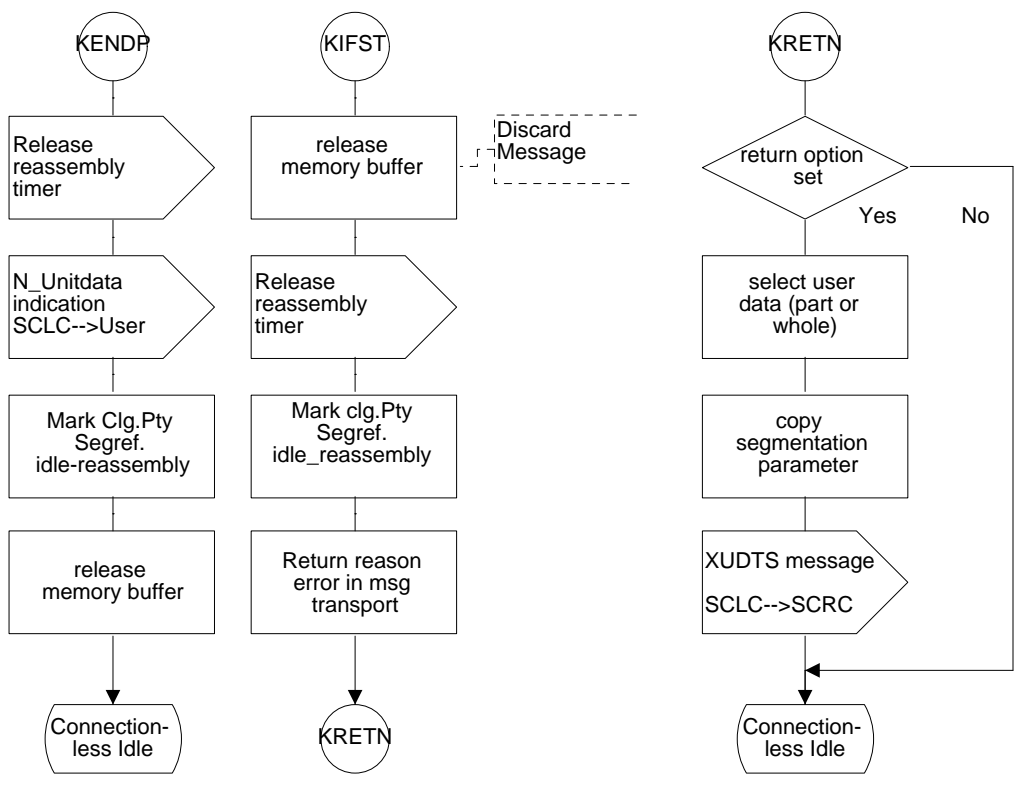 KENDP
Release
reassembly
timer
N_Unitdata
indication
SCLC-->User
Mark Clg.Pty
Segref.
idle-reassembly
release
memory buffer
Connection-
less Idle
KIFST
release
memory buffer
Discard
Message
Release
reassembly
timer
Mark clg.Pty
Segref.
idle_reassembly
Return reason
error in msg
transport
KRETN
KRETN
return option
set
Yes
No
select user
data (part or
whole)
copy
segmentation
parameter
XUDTS message
SCLC-->SCRC
Connection-
less Idle